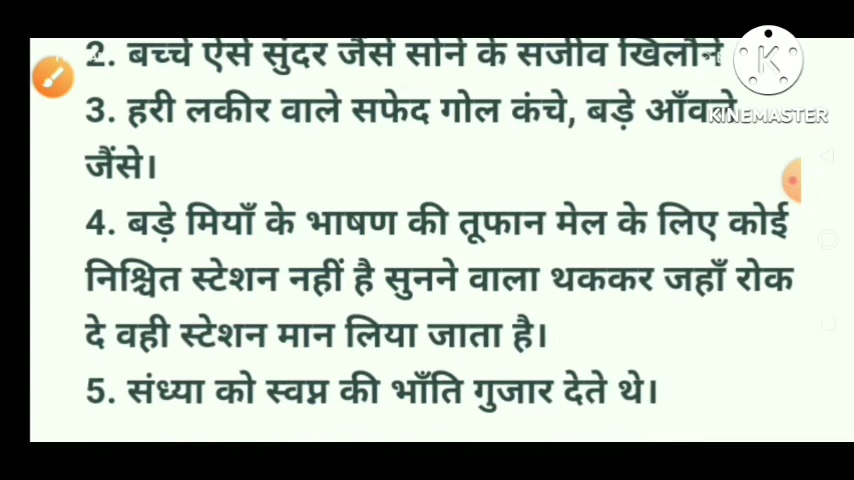 2. बच्चे ऐसे सुंदर जैसे सोने के सजीव खिलौने
3. हरी लकीर वाले सफेद गोल कंचे, बड़े
जैंसे।
4. बड़े मियाँ के भाषण की तूफान मेल के लिए कोई
निश्चित स्टेशन नहीं है सुनने वाला थककर जहाँ रोक
दे वही स्टेशन मान लिया जाता है।
5. संध्या को स्वप्न की भाँति गुजार देते थे।
K
KINEMASTER